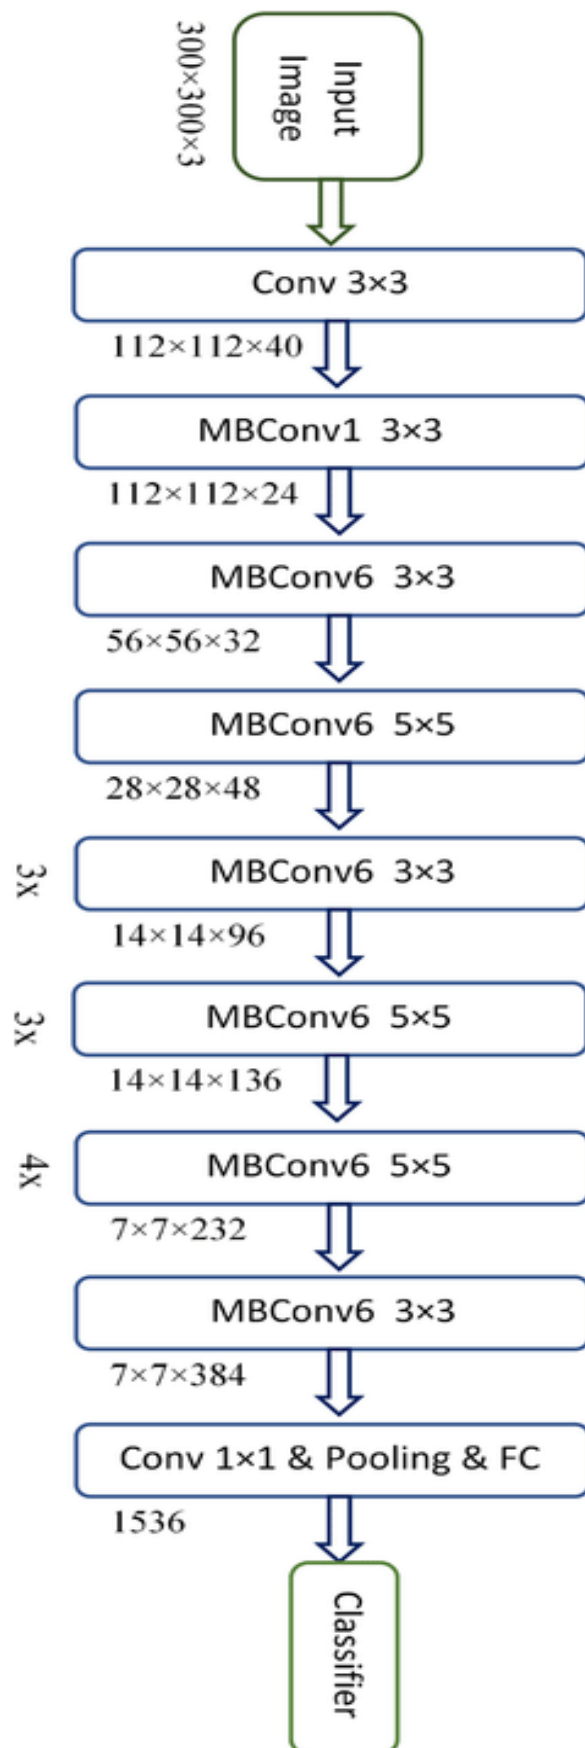 Input
Image
300×300×3
Conv 3×3
112×112×40
MBConv1 3×3
112×112×24
MBConv6 3×3
56×56×32
MBConv6 5×5
28×28×48
3x
MBConv6 3×3
14×14×96
3x
MBConv6 5×5
14×14×136
4x
MBConv6 5×5
7×7×232
MBConv6 3×3
7×7×384
Conv 1×1 & Pooling & FC
1536
Classifier